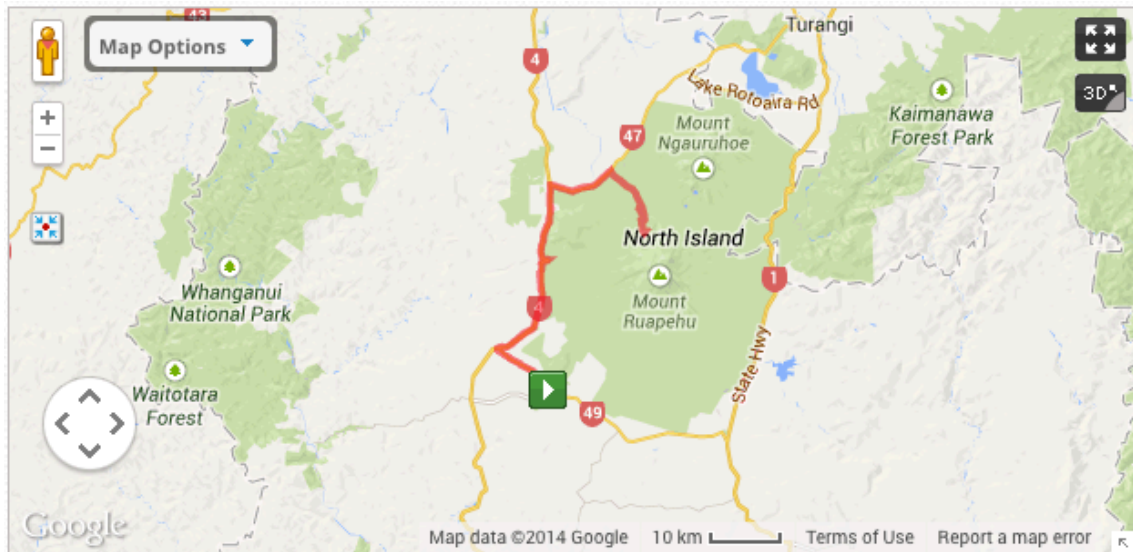 43
Map Options
4
Turangi
3D
Lake Rotoaira Rd
Kaimanawa
Forest Park
47
Mount
Ngauruhoe
North Island
1
Whanganui
National Park
4
Mount
Ruapehu
State Hwy
Waitotara
Forest
49
Google
Map data ©2014 Google
10 km
Terms of Use
Report a map error